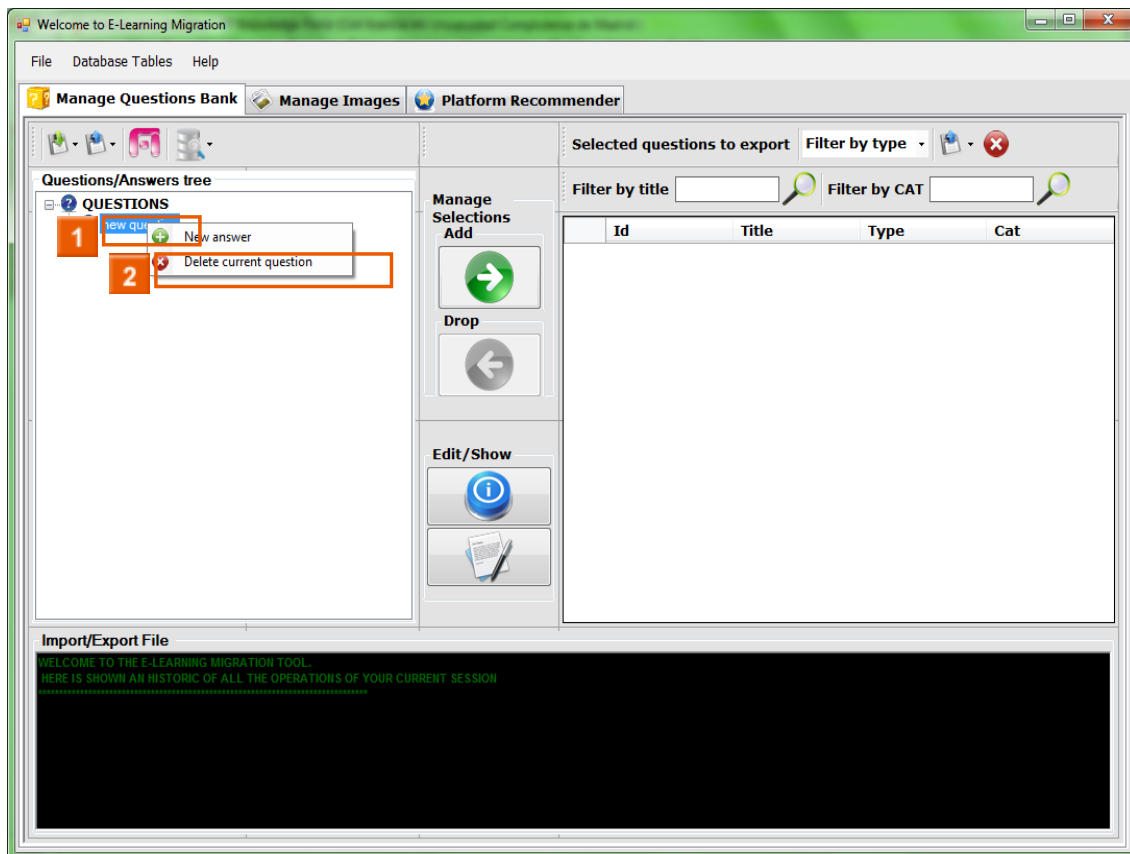 Welcome to E-Learning Migration
File Database Tables Help
Manage Questions Bank Manage Images Platform Recommender
Selected questions to export Filter by type
Questions/Answers tree
Filter by title Filter by CAT
Manage
Selections
QUESTIONS
new
1
New answer
Add
Id Title Type Cat
2
Delete current question
Drop
Edit/Show
Import/Export File
WELCOME TO THE E-LEARNING MIGRATION TOOL.
HERE IS SHOWN AN HISTORIC OF ALL THE OPERATIONS OF YOUR CURRENT SESSION